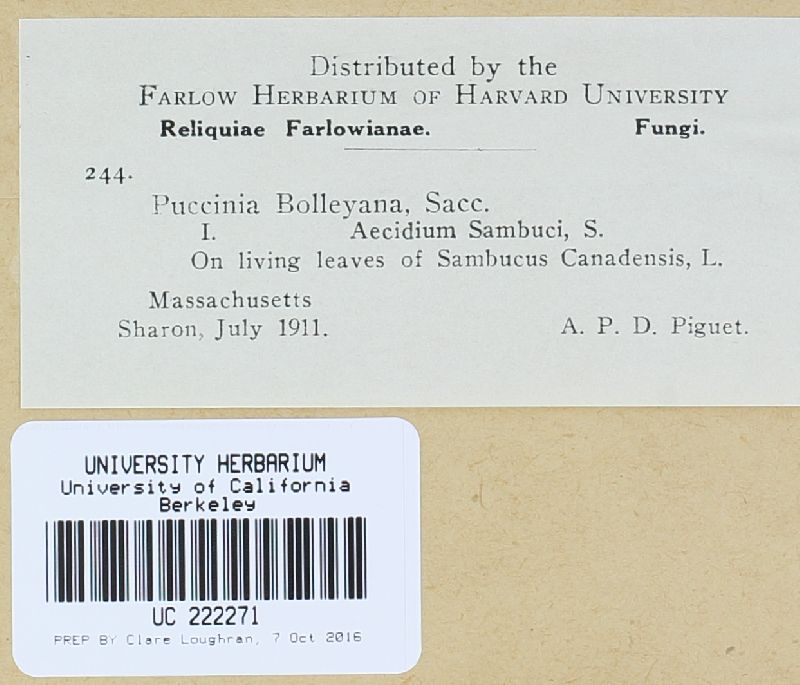 Distributed by the
FARLOW HERBARIUM OF HARVARD UNIVERSITY
Reliquiae Farlowianae. Fungi.
244.
Puccinia Bolleyana, Sacc.
I. Aecidium Sambuci, S.
On living leaves of Sambucus Canadensis, L.
Massachusetts
Sharon, July 1911. A. P. D. Piguet.
UNIVERSITY HERBARIUM
University of California
Berkeley
UC 222271
PREP BY Clare Loughran, 7 Oct 2016